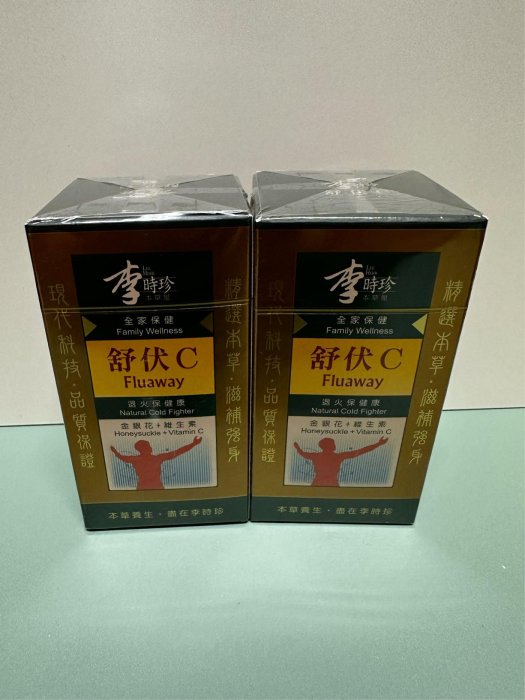 李時珍
本草屋
全家保健
Family Wellness
舒伏C
Fluaway
退火保健康
Natural Cold Fighter
金銀花+維生素
Honeysuckle + Vitamin C
本草養生·盡在李時珍
現代科技·品質保證
精選本草·滋補強身
李時珍
本草屋
全家保健
Family Wellness
舒伏C
Fluaway
退火保健康
Natural Cold Fighter
金銀花+維生素
Honeysuckle + Vitamin C
本草養生·盡在李時珍
現代科技·品質保證
精選本草·滋補強身